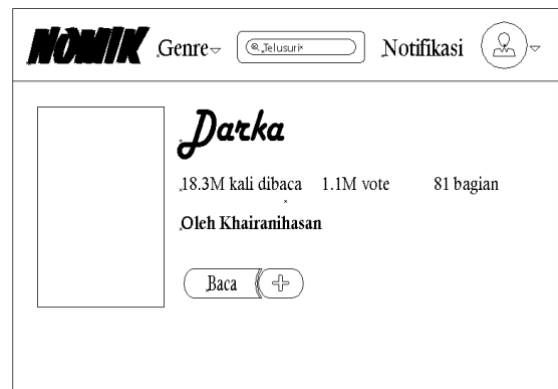 NOMIK Genre Telusuri Notifikasi
Darka
18.3M kali dibaca 1.1M vote 81 bagian
Oleh Khairanihasan
Baca